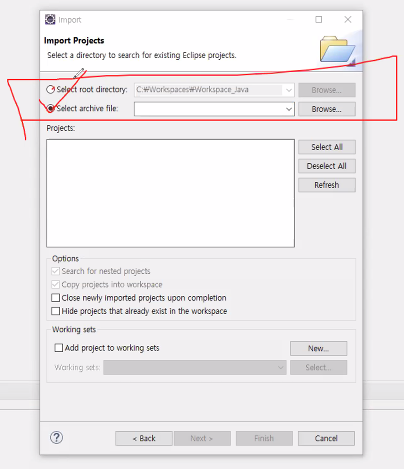 Import
Import Projects
Select a directory to search for existing Eclipse projects.
Select root directory: C:₩Workspaces₩Workspace_Java Browse...
Select archive file: Browse...
Projects:
Select All
Deselect All
Refresh
Options
Search for nested projects
Copy projects into workspace
Close newly imported projects upon completion
Hide projects that already exist in the workspace
Working sets
Add project to working sets New...
Working sets: Select...
? < Back Next > Finish Cancel